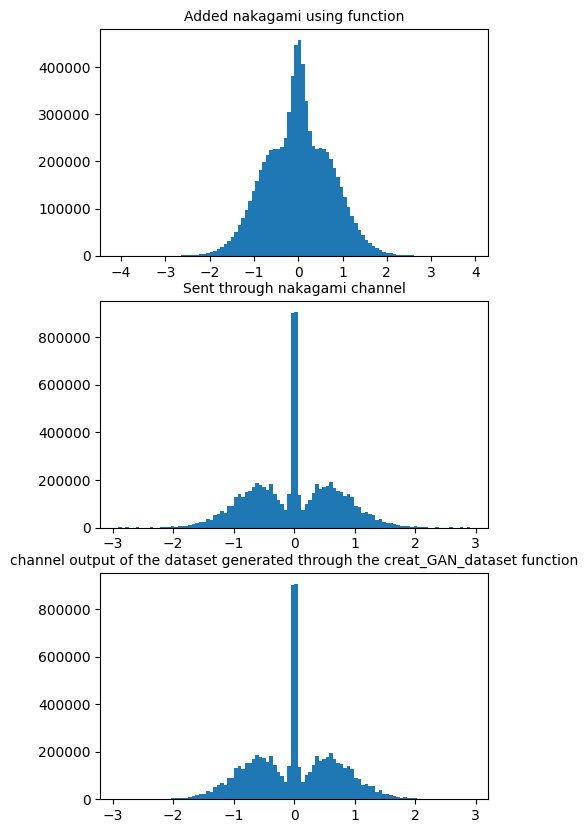 Added nakagami using function
400000
300000
200000
100000
0
−4 −3 −2 −1 0 1 2 3 4
Sent through nakagami channel
800000
600000
400000
200000
0
−3 −2 −1 0 1 2 3
channel output of the dataset generated through the creat_GAN_dataset function
800000
600000
400000
200000
0
−3 −2 −1 0 1 2 3